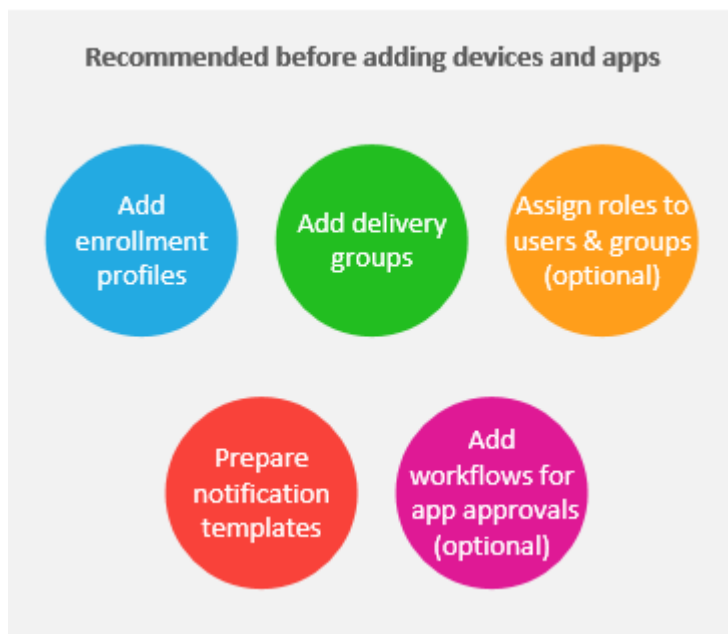 Recommended before adding devices and apps
Add
enrollment
profiles
Add delivery
groups
Assign roles to
users & groups
(optional)
Prepare
notification
templates
Add
workflows for
app approvals
(optional)